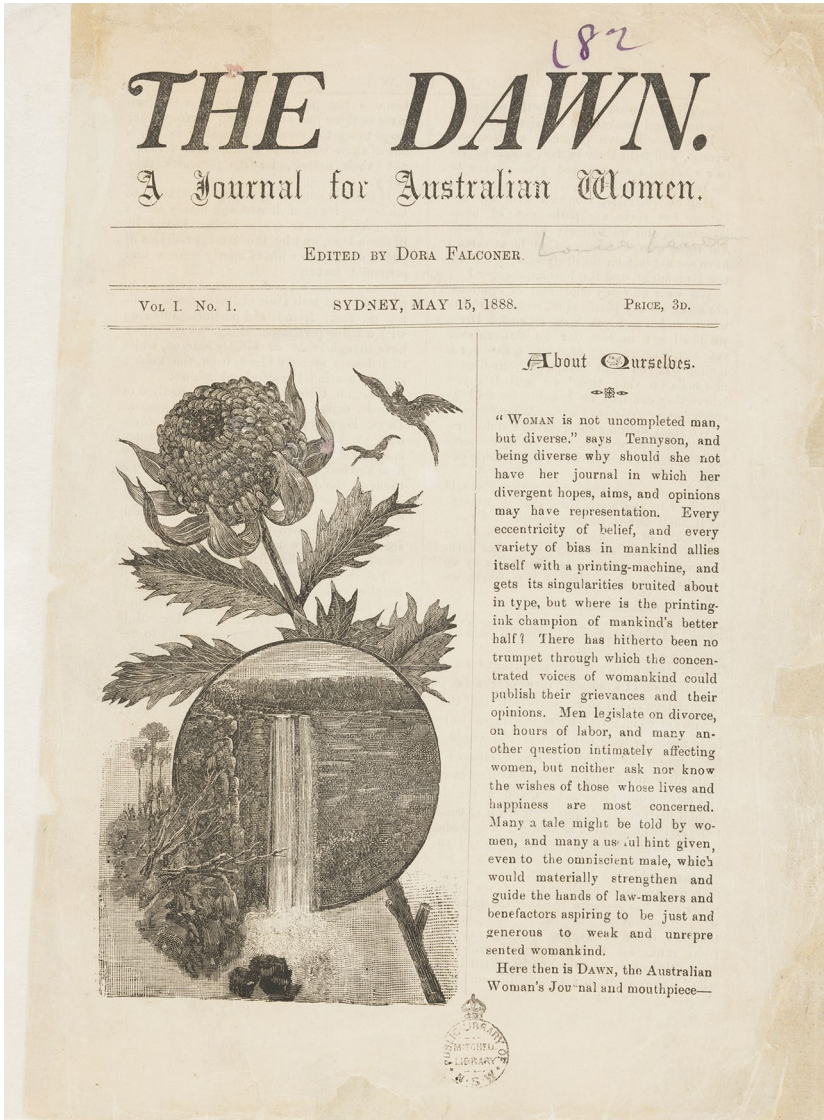 182
THE DAWN.
A Journal for Australian Women.
EDITED BY DORA FALCONER.
Louisa Lawson
VOL I. No. 1. SYDNEY, MAY 15, 1888. PRICE, 3D.
About Ourselves.
“ WOMAN is not uncompleted man,
but diverse.” says Tennyson, and
being diverse why should she not
have her journal in which her
divergent hopes, aims, and opinions
may have representation. Every
eccentricity of belief, and every
variety of bias in mankind allies
itself with a printing-machine, and
gets its singularities bruited about
in type, but where is the printing-
ink champion of mankind's better
half? There has hitherto been no
trumpet through which the concen-
trated voices of womankind could
publish their grievances and their
opinions. Men legislate on divorce,
on hours of labor, and many an-
other question intimately affecting
women, but neither ask nor know
the wishes of those whose lives and
happiness are most concerned.
Many a tale might be told by wo-
men, and many a useful hint given,
even to the omniscient male, which
would materially strengthen and
guide the hands of law-makers and
benefactors aspiring to be just and
generous to weak and unrepre
sented womankind.
Here then is DAWN, the Australian
Woman's Journal and mouthpiece—
PUBLIC LIBRARY OF
MITCHELL
LIBRARY
N.S.W.